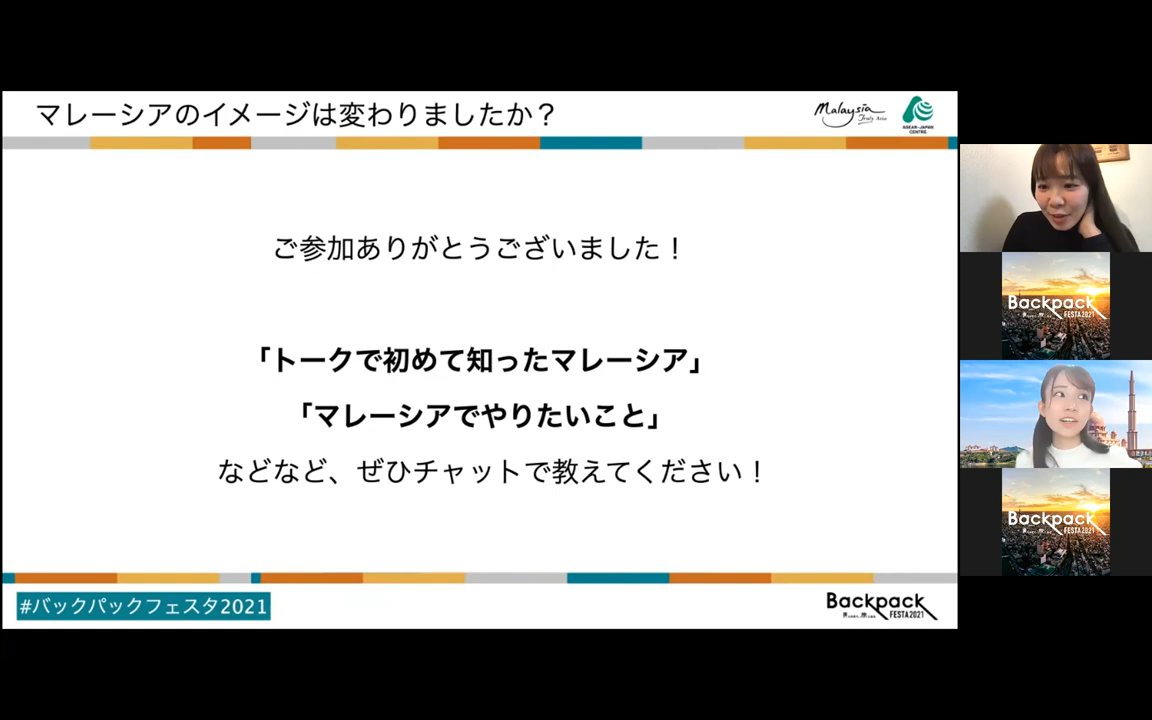 マレーシアのイメージは変わりましたか？
Malaysia
Truly Asia
ASEAN-JAPAN
CENTRE
ご参加ありがとうございました！
「トークで初めて知ったマレーシア」
「マレーシアでやりたいこと」
などなど、ぜひチャットで教えてください！
#バックパックフェスタ2021
Backpack
FESTA2021
Backpack
FESTA2021
Backpack
FESTA2021